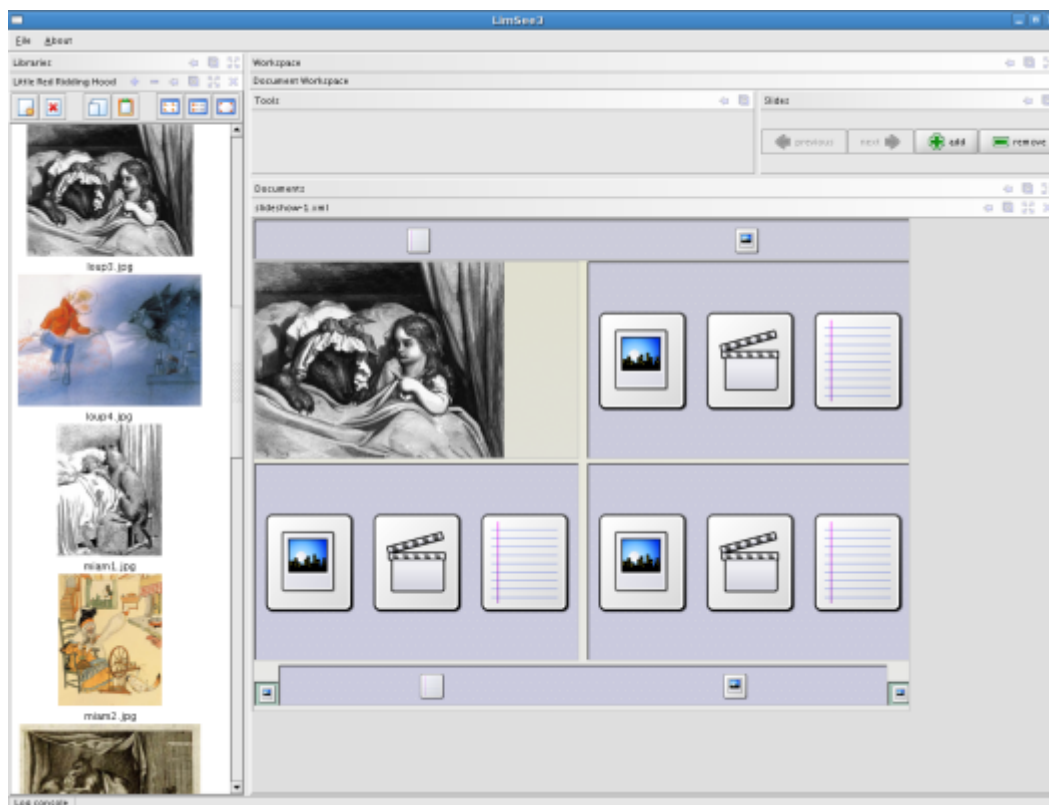 LimSee3
File About
Libraries
Workspace
Little Red Ridding Hood
Document Workspace
Tools
Slides
previous next add remove
Documents
slideshow-1.xml
loup3.jpg
loup4.jpg
miam1.jpg
miam2.jpg
Log console